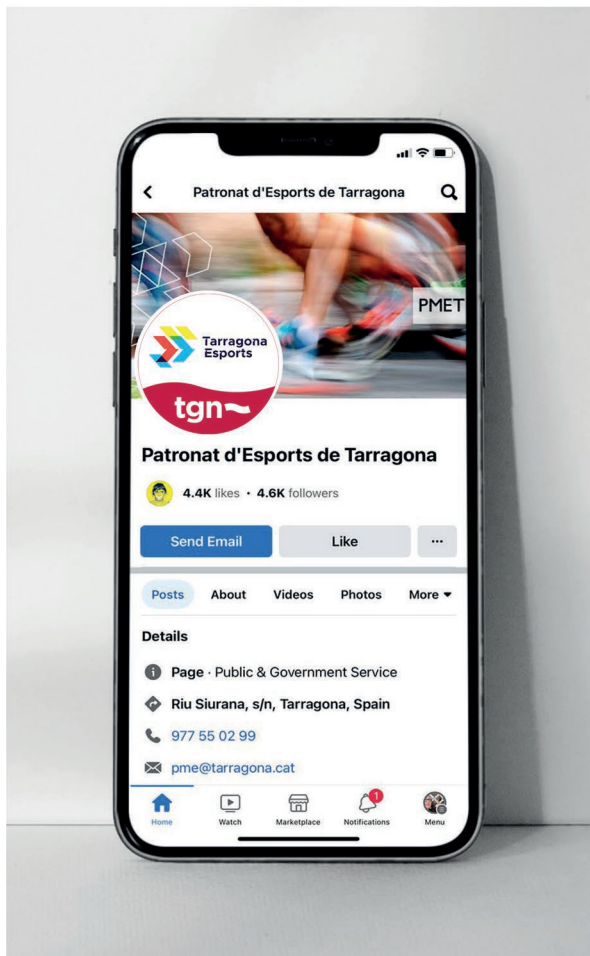 Patronat d'Esports de Tarragona
PMET
Tarragona
Esports
tgn
Patronat d'Esports de Tarragona
4.4K likes · 4.6K followers
Send Email
Like
...
Posts
About
Videos
Photos
More
Details
Page · Public & Government Service
Riu Siurana, s/n, Tarragona, Spain
977 55 02 99
pme@tarragona.cat
1
Home
Watch
Marketplace
Notifications
Menu